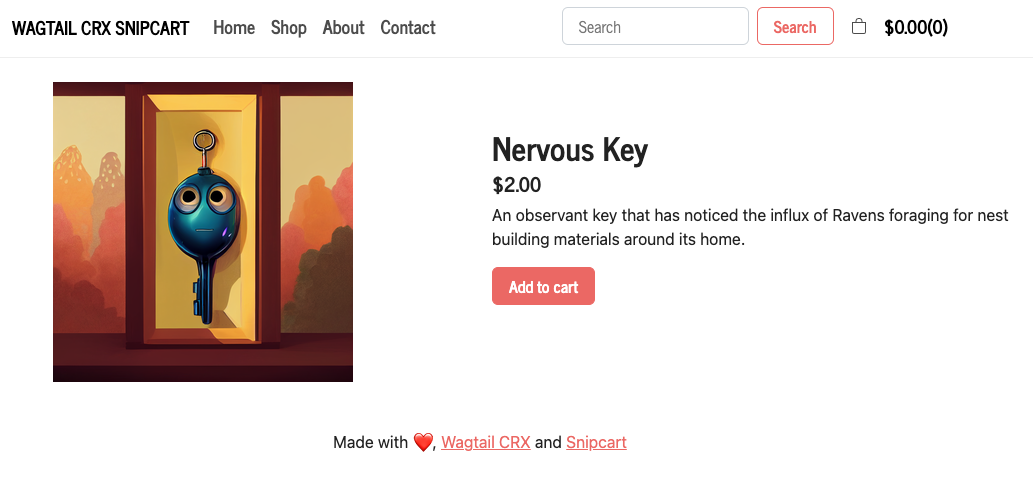 WAGTAIL CRX SNIPCART Home Shop About Contact Search Search $0.00(0)
Nervous Key
$2.00
An observant key that has noticed the influx of Ravens foraging for nest
building materials around its home.
Add to cart
Made with ❤️, Wagtail CRX and Snipcart